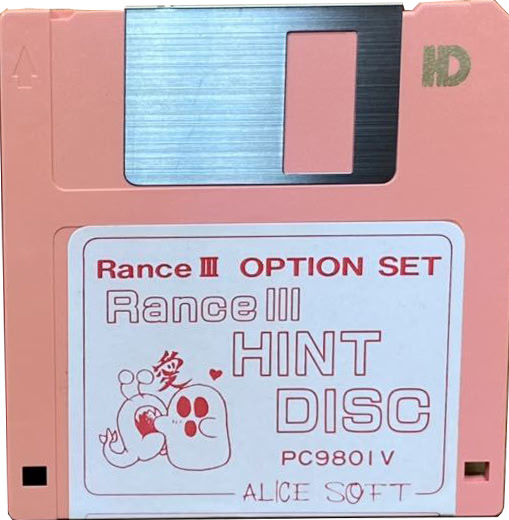 HD
Rance III OPTION SET
Rance III
HINT
DISC
愛
PC9801V
ALICE SOFT